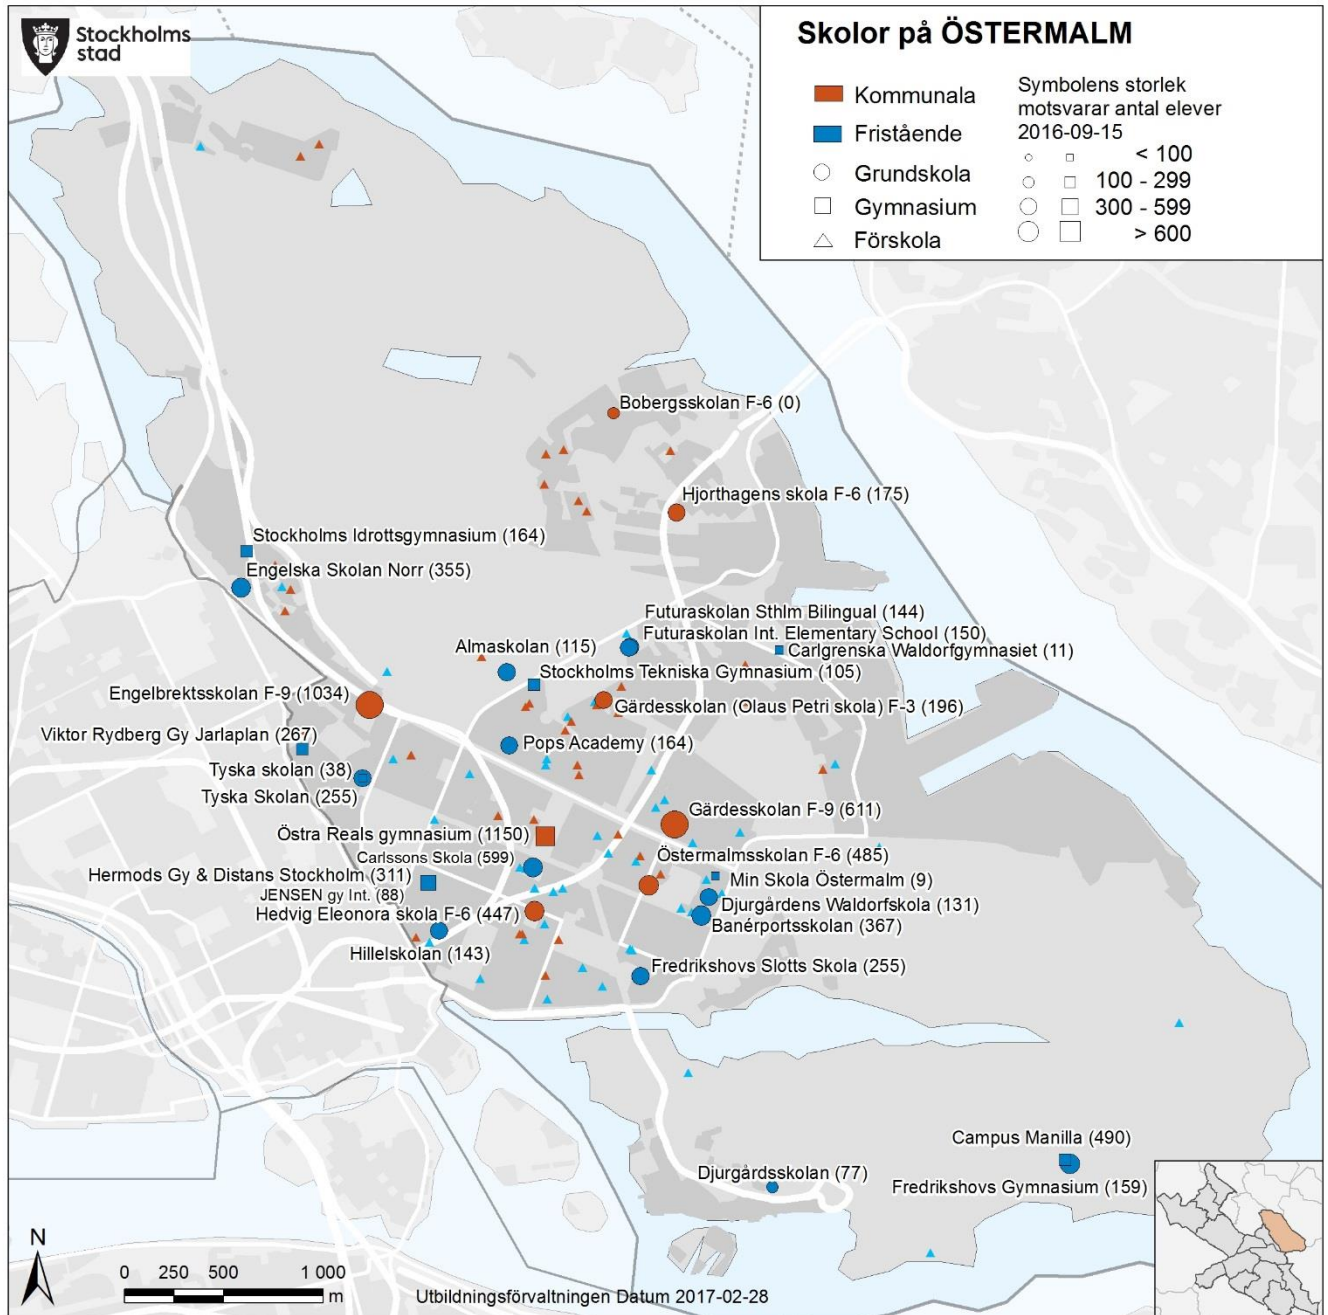 Stockholms
stad
Skolor på ÖSTERMALM
Kommunala
Fristående
Grundskola
Gymnasium
Förskola
Symbolens storlek
motsvarar antal elever
2016-09-15
< 100
100 - 299
300 - 599
> 600
Bobergsskolan F-6 (0)
Hjorthagens skola F-6 (175)
Stockholms Idrottsgymnasium (164)
Engelska Skolan Norr (355)
Futuraskolan Sthlm Bilingual (144)
Futuraskolan Int. Elementary School (150)
Carlgrenska Waldorfgymnasiet (11)
Almaskolan (115)
Stockholms Tekniska Gymnasium (105)
Engelbrektsskolan F-9 (1034)
Gärdesskolan (Olaus Petri skola) F-3 (196)
Viktor Rydberg Gy Jarlaplan (267)
Pops Academy (164)
Tyska skolan (38)
Tyska Skolan (255)
Gärdesskolan F-9 (611)
Östra Reals gymnasium (1150)
Carlssons Skola (599)
Östermalmsskolan F-6 (485)
Hermods Gy & Distans Stockholm (311)
Min Skola Östermalm (9)
JENSEN gy Int. (88)
Djurgårdens Waldorfskola (131)
Hedvig Eleonora skola F-6 (447)
Banérportsskolan (367)
Hillelskolan (143)
Fredrikshovs Slotts Skola (255)
Campus Manilla (490)
Djurgårdsskolan (77)
Fredrikshovs Gymnasium (159)
N
0 250 500 1 000
m
Utbildningsförvaltningen Datum 2017-02-28